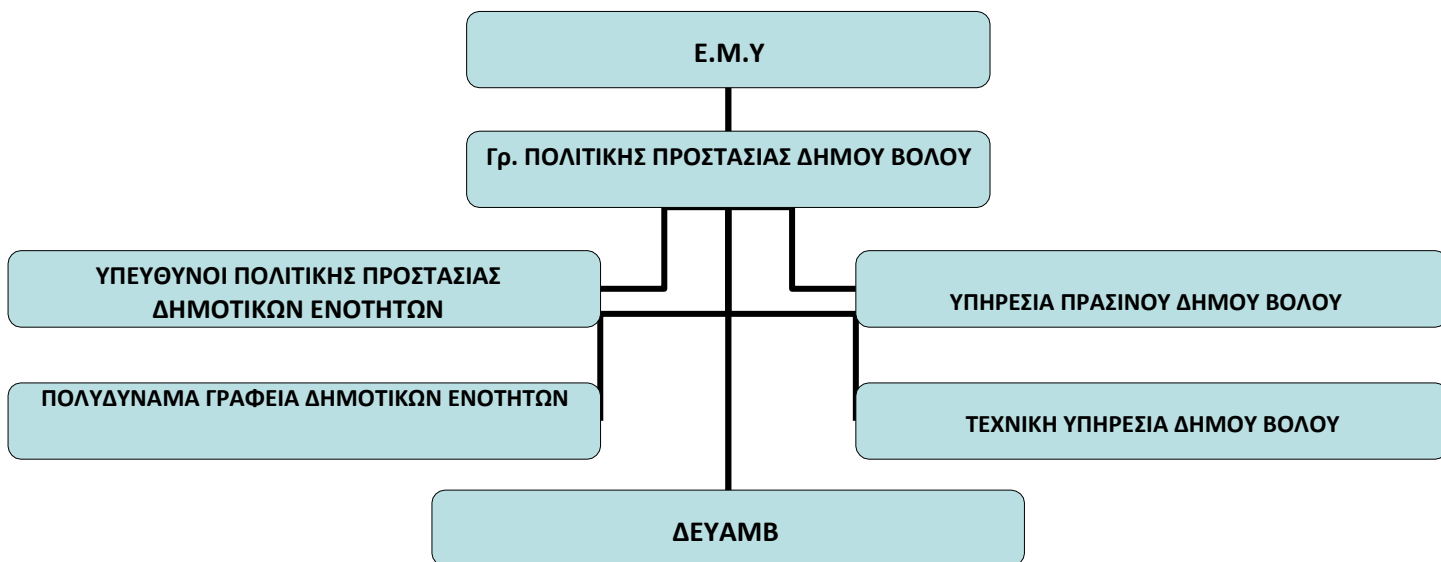 Ε.Μ.Υ
Γρ. ΠΟΛΙΤΙΚΗΣ ΠΡΟΣΤΑΣΙΑΣ ΔΗΜΟΥ ΒΟΛΟΥ
ΥΠΕΥΘΥΝΟΙ ΠΟΛΙΤΙΚΗΣ ΠΡΟΣΤΑΣΙΑΣ
ΔΗΜΟΤΙΚΩΝ ΕΝΟΤΗΤΩΝ
ΥΠΗΡΕΣΙΑ ΠΡΑΣΙΝΟΥ ΔΗΜΟΥ ΒΟΛΟΥ
ΠΟΛΥΔΥΝΑΜΑ ΓΡΑΦΕΙΑ ΔΗΜΟΤΙΚΩΝ ΕΝΟΤΗΤΩΝ
ΤΕΧΝΙΚΗ ΥΠΗΡΕΣΙΑ ΔΗΜΟΥ ΒΟΛΟΥ
ΔΕΥΑΜΒ